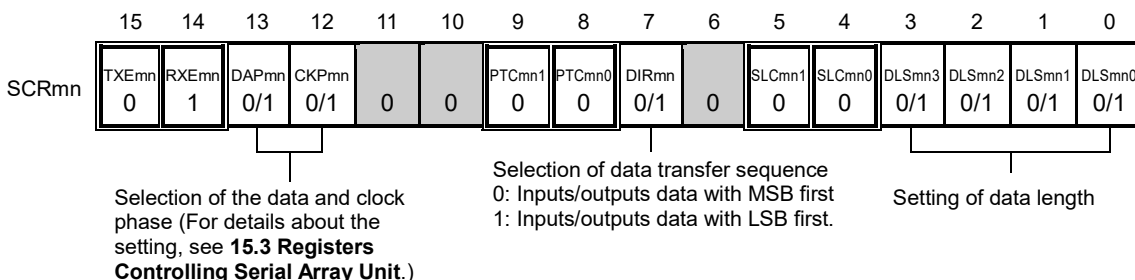 15 14 13 12 11 10 9 8 7 6 5 4 3 2 1 0
SCRmn
TXEmn RXEmn DAPmn CKPmn PTCmn1 PTCmn0 DIRmn SLCmn1 SLCmn0 DLSmn3 DLSmn2 DLSmn1 DLSmn0
0 1 0/1 0/1 0 0 0 0 0/1 0 0 0 0/1 0/1 0/1 0/1
Selection of the data and clock
phase (For details about the
setting, see 15.3 Registers
Controlling Serial Array Unit.)
Selection of data transfer sequence
0: Inputs/outputs data with MSB first
1: Inputs/outputs data with LSB first.
Setting of data length